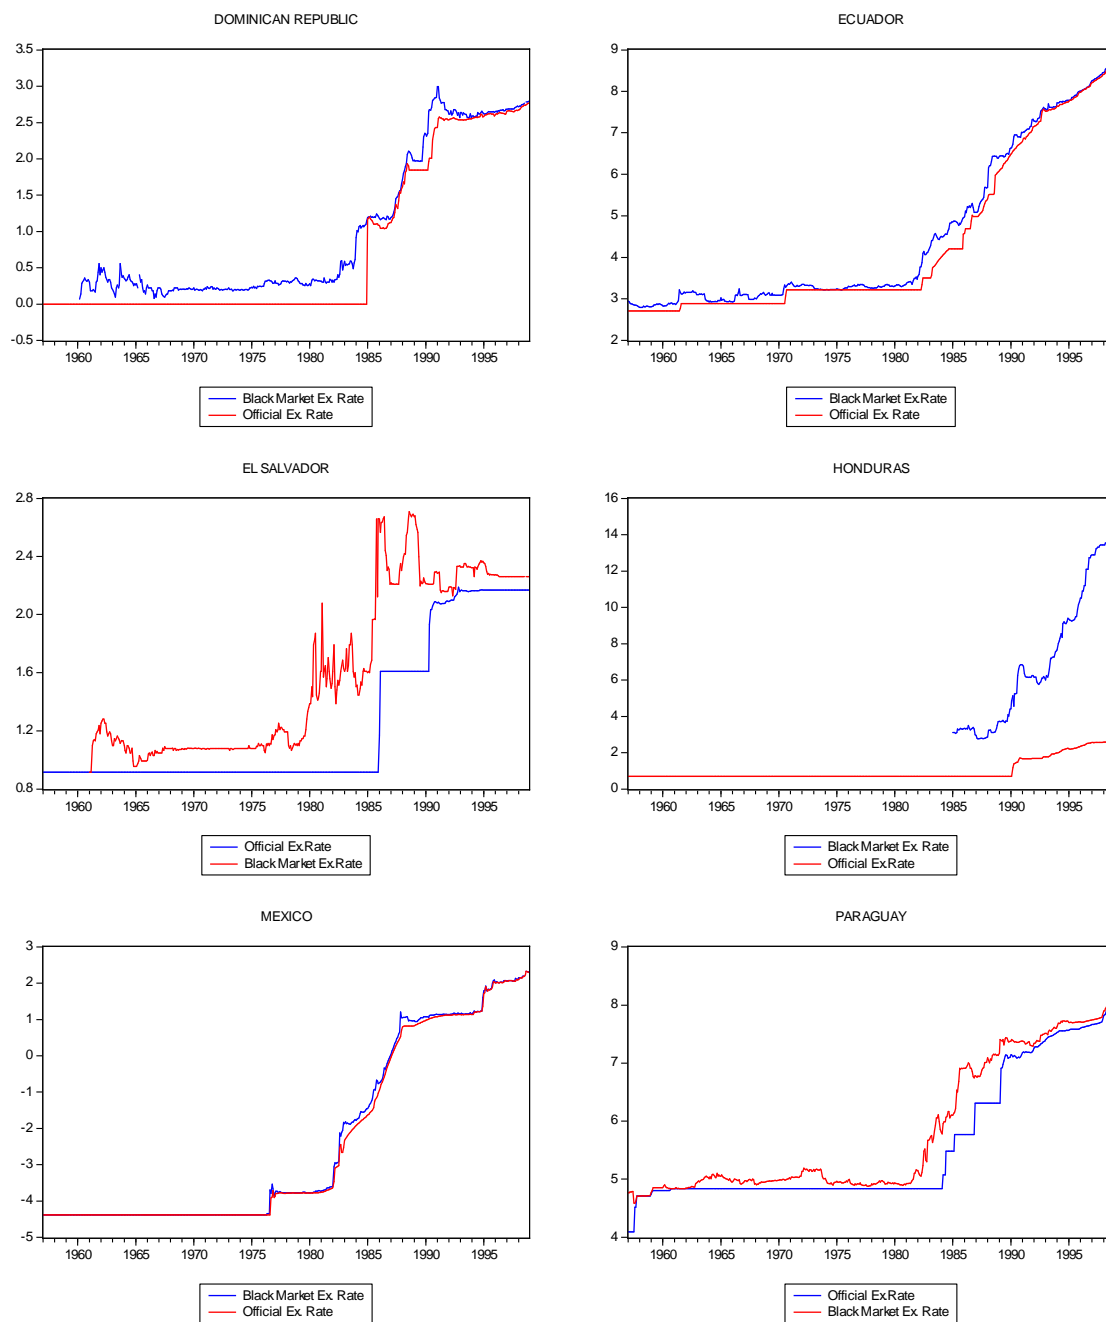 DOMINICAN REPUBLIC
3.5
3.0
2.5
2.0
1.5
1.0
0.5
0.0
-0.5
1960 1965 1970 1975 1980 1985 1990 1995
Black Market Ex. Rate
Official Ex. Rate
ECUADOR
9
8
7
6
5
4
3
2
1960 1965 1970 1975 1980 1985 1990 1995
Black Market Ex.Rate
Official Ex. Rate
EL SALVADOR
2.8
2.4
2.0
1.6
1.2
0.8
1960 1965 1970 1975 1980 1985 1990 1995
Official Ex.Rate
Black Market Ex.Rate
HONDURAS
16
14
12
10
8
6
4
2
0
1960 1965 1970 1975 1980 1985 1990 1995
Black Market Ex. Rate
Official Ex.Rate
MEXICO
3
2
1
0
-1
-2
-3
-4
-5
1960 1965 1970 1975 1980 1985 1990 1995
Black Market Ex. Rate
Official Ex. Rate
PARAGUAY
9
8
7
6
5
4
1960 1965 1970 1975 1980 1985 1990 1995
Official Ex.Rate
Black Market Ex. Rate